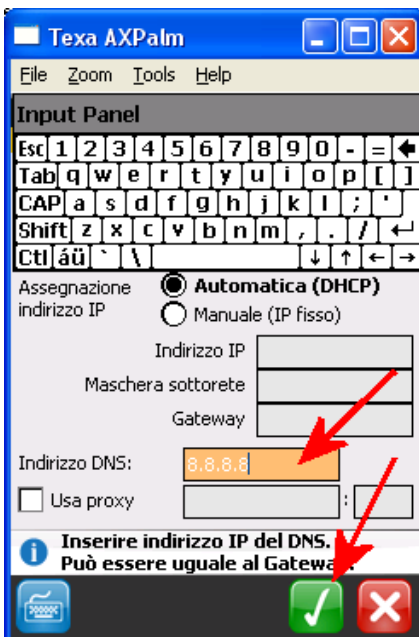 Texa AXPalm
File Zoom Tools Help
Input Panel
Esc 1 2 3 4 5 6 7 8 9 0 - =
Tab q w e r t y u i o p [ ]
CAP a s d f g h j k l ; '
Shift z x c v b n m , . /
Ctl áü ` \
Assegnazione
indirizzo IP
Automatica (DHCP)
Manuale (IP fisso)
Indirizzo IP
Maschera sottorete
Gateway
Indirizzo DNS: 8.8.8.8
Usa proxy :
Inserire indirizzo IP del DNS.
Può essere uguale al Gateway.